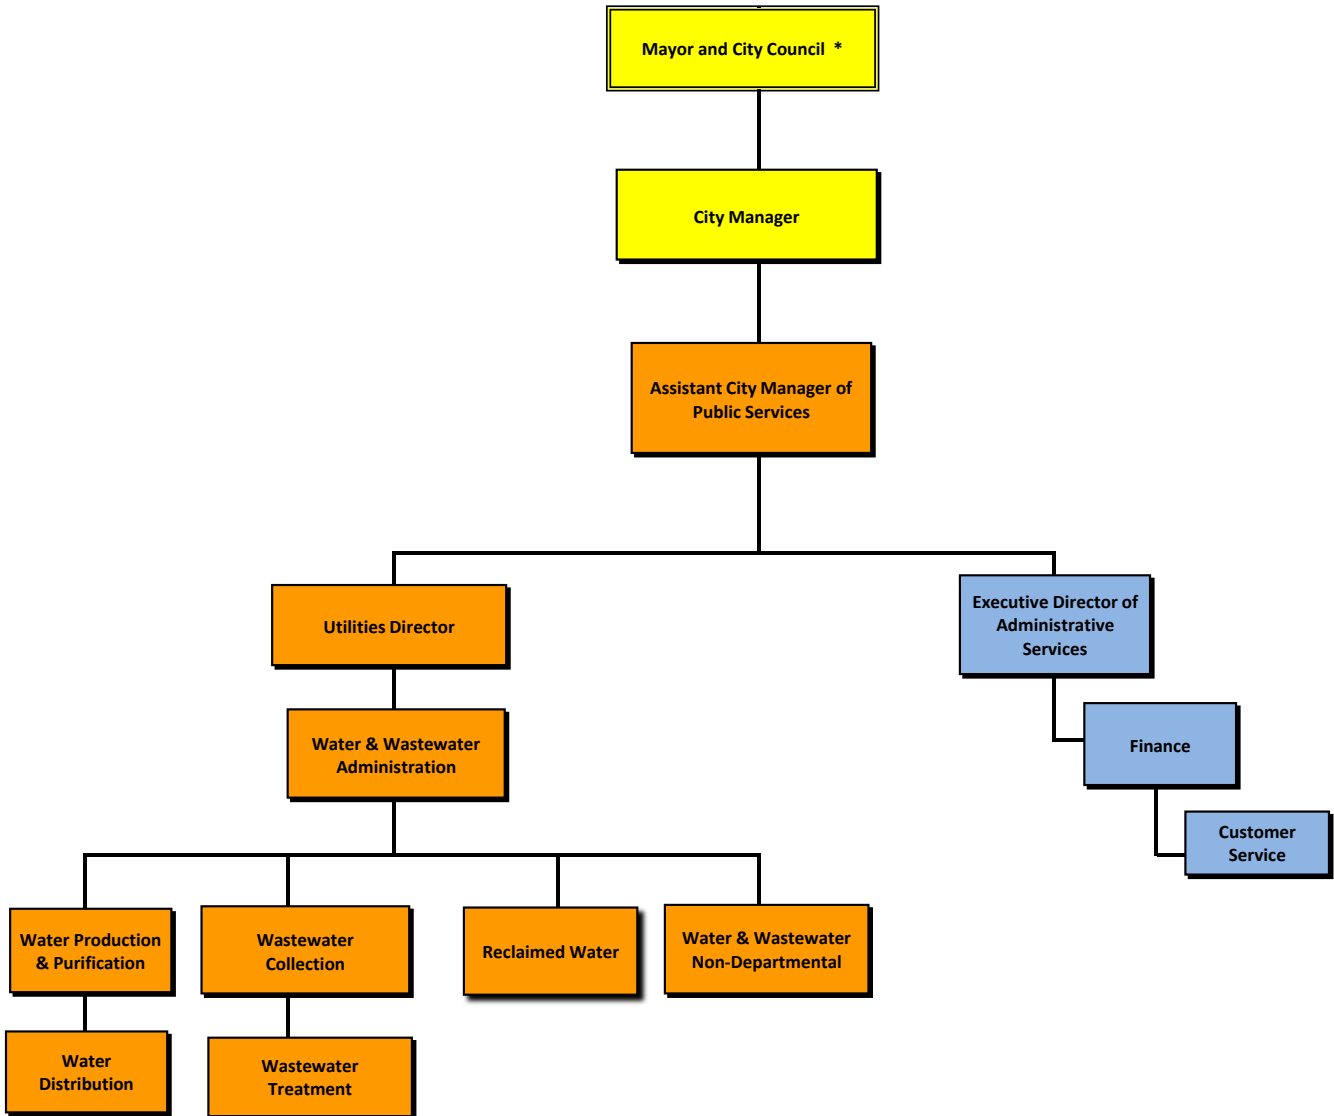 Mayor and City Council *
City Manager
Assistant City Manager of
Public Services
Utilities Director
Executive Director of
Administrative
Services
Water & Wastewater
Administration
Finance
Customer
Service
Water Production
& Purification
Wastewater
Collection
Reclaimed Water
Water & Wastewater
Non-Departmental
Water
Distribution
Wastewater
Treatment